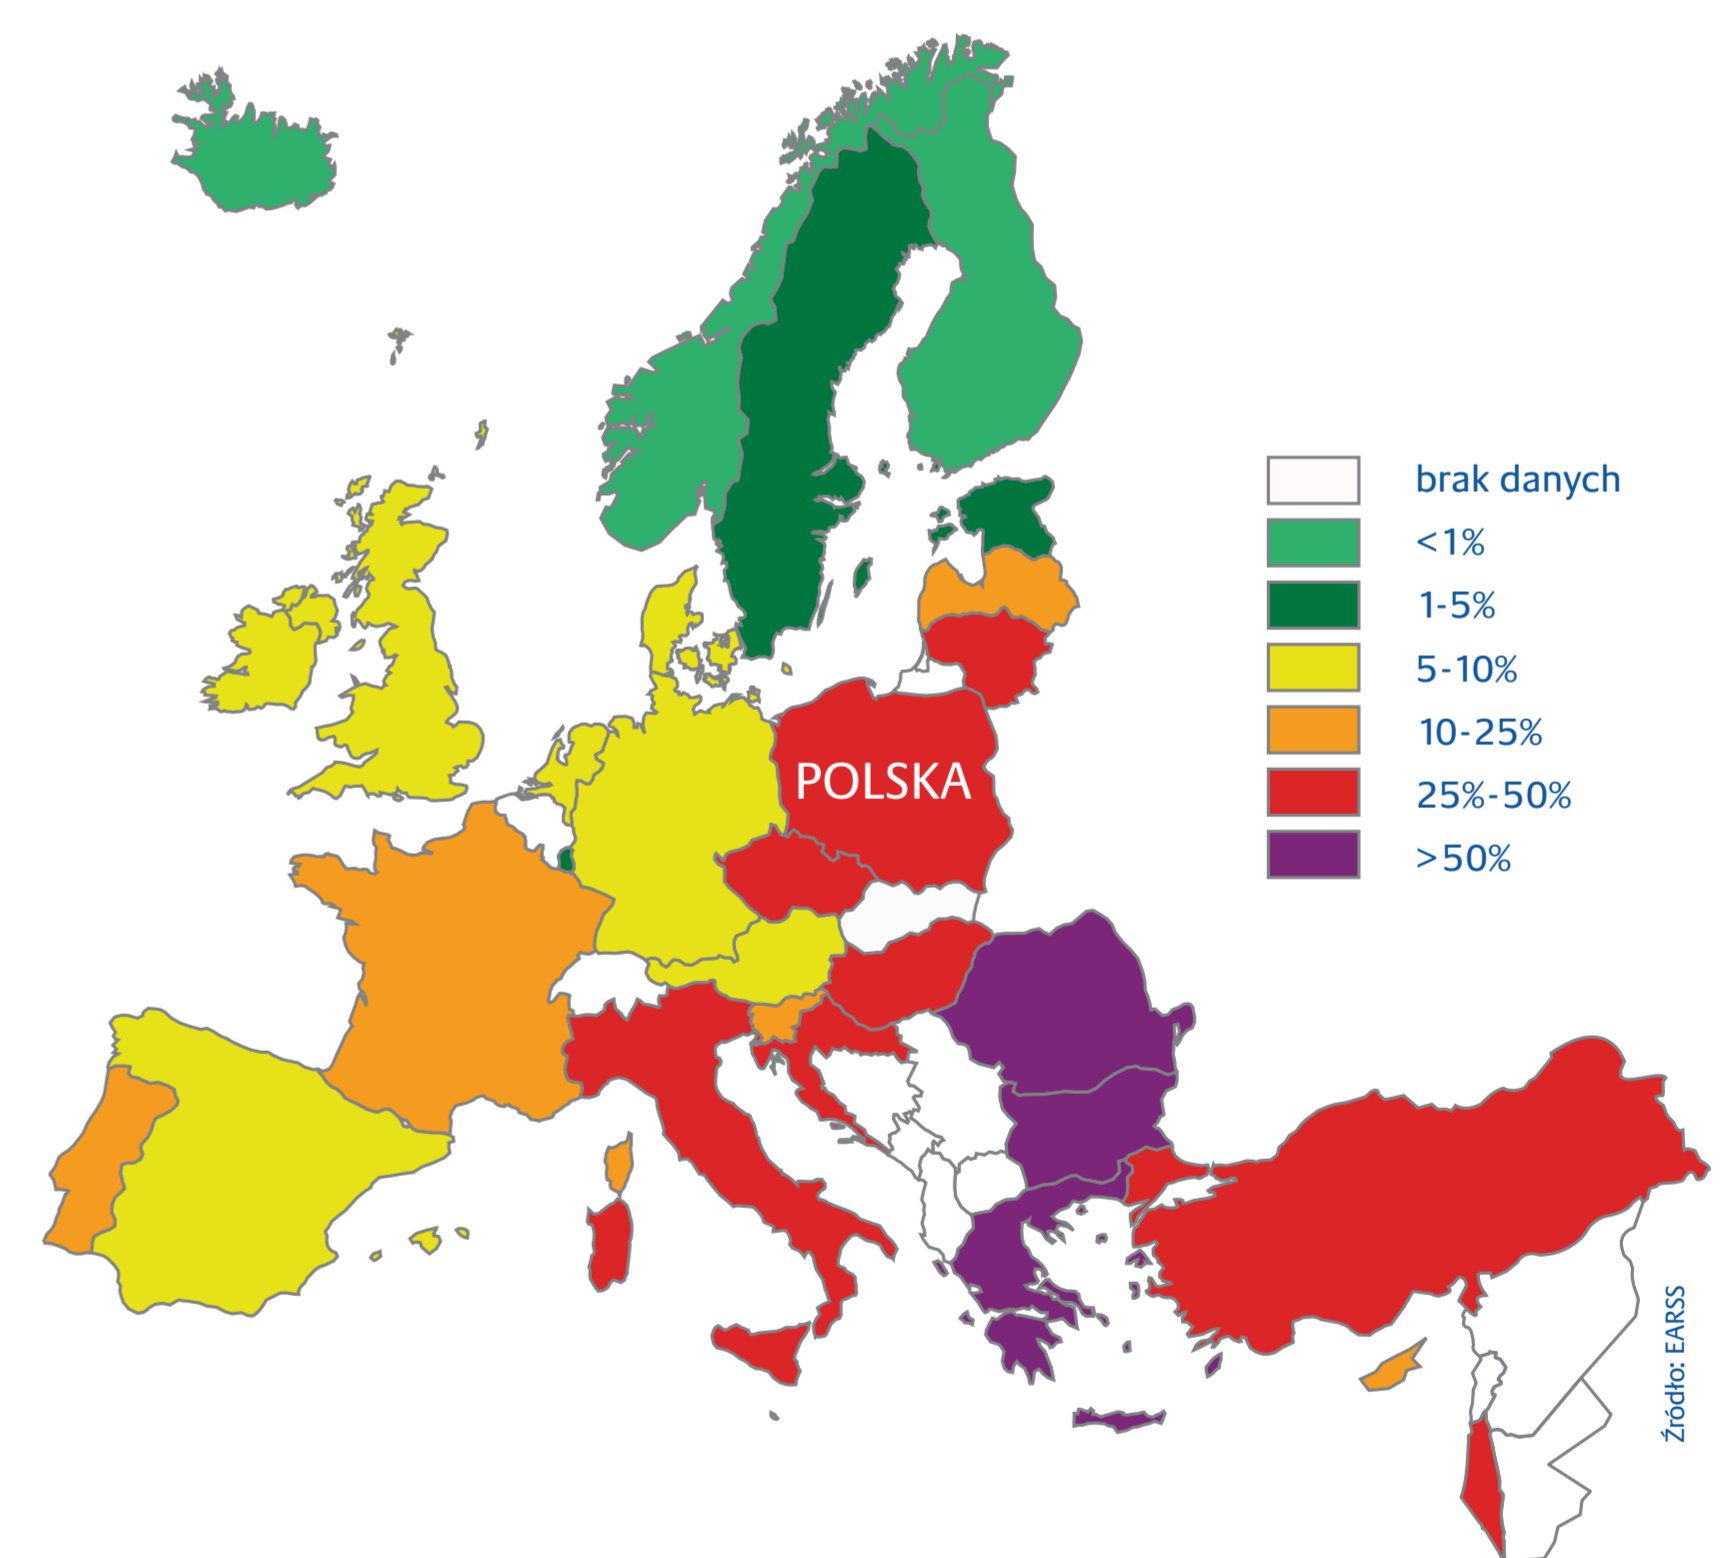 POLSKA
brak danych
<1%
1-5%
5-10%
10-25%
25%-50%
>50%
Źródło: EARSS